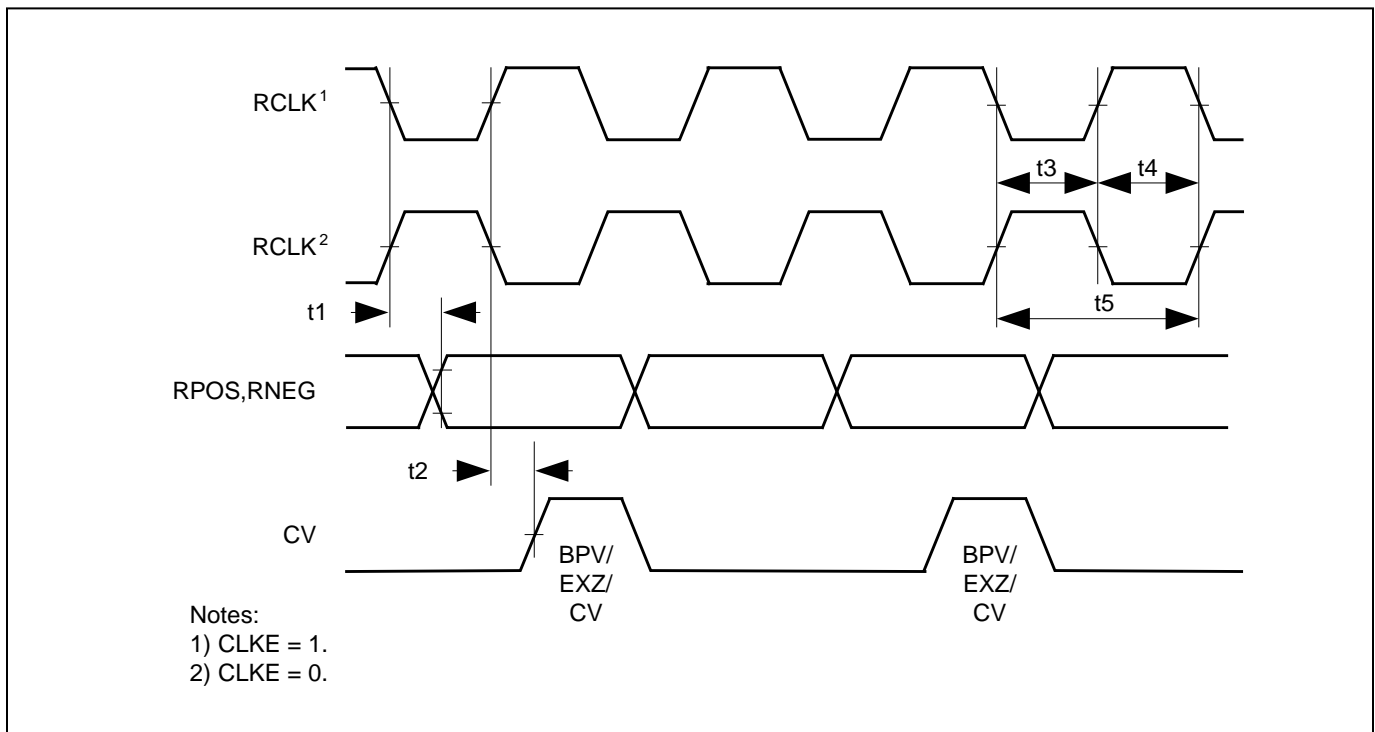 RCLK¹
t3 t4
RCLK²
t1
t5
RPOS,RNEG
t2
CV
BPV/
EXZ/
CV
BPV/
EXZ/
CV
Notes:
1) CLKE = 1.
2) CLKE = 0.